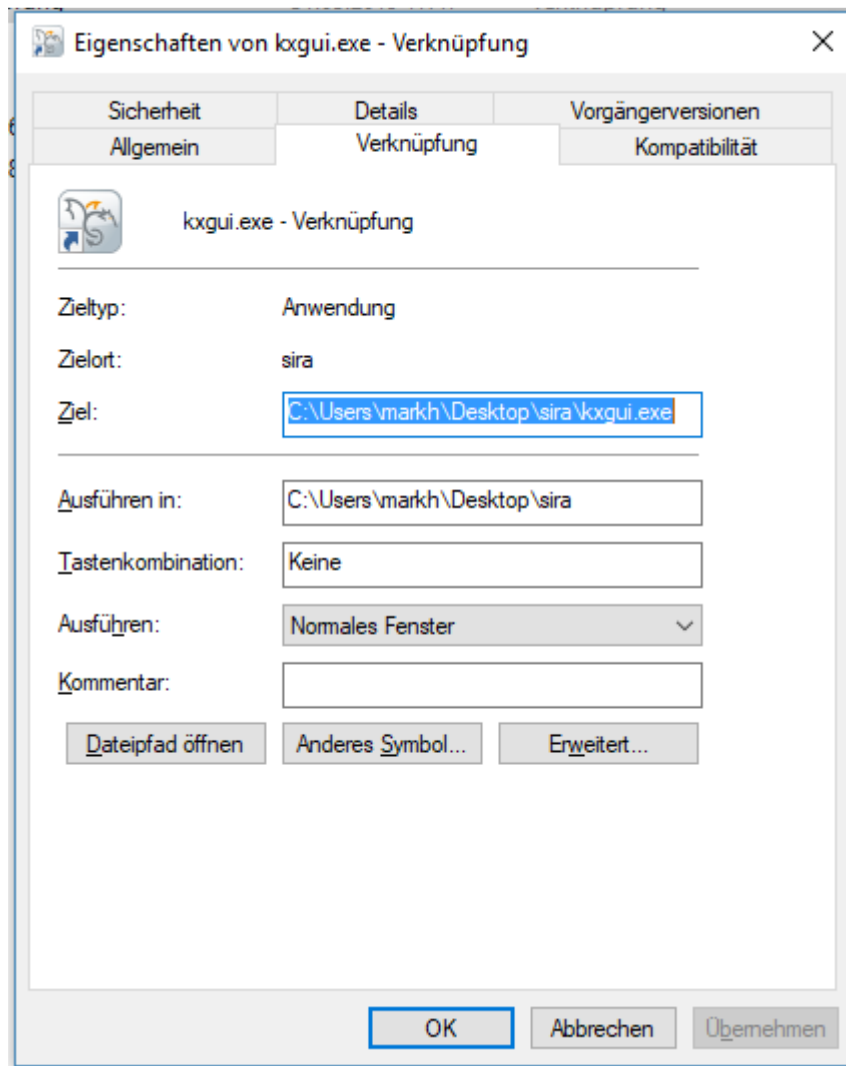 Eigenschaften von kxgui.exe - Verknüpfung
Sicherheit Details Vorgängerversionen
Allgemein Verknüpfung Kompatibilität
kxgui.exe - Verknüpfung
Zieltyp: Anwendung
Zielort: sira
Ziel: C:\Users\markh\Desktop\sira\kxgui.exe
Ausführen in: C:\Users\markh\Desktop\sira
Tastenkombination: Keine
Ausführen: Normales Fenster
Kommentar:
Dateipfad öffnen Anderes Symbol... Erweitert...
OK Abbrechen Übernehmen